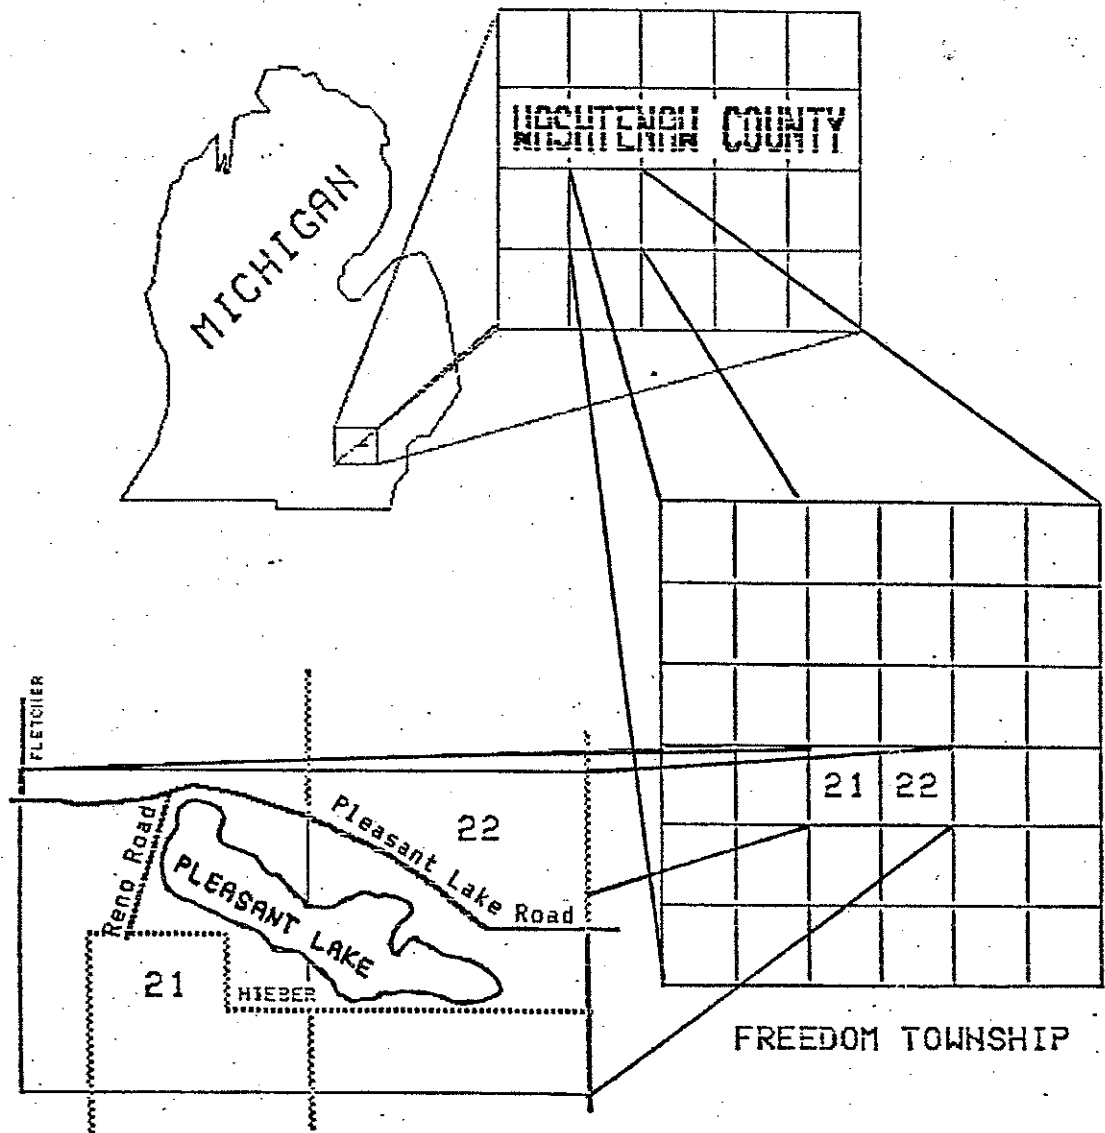 WASHTENAW COUNTY
MICHIGAN
FLETCHER
21 22
22
Pleasant Lake Road
Reno Road
PLEASANT LAKE
21
HIEBER
FREEDOM TOWNSHIP